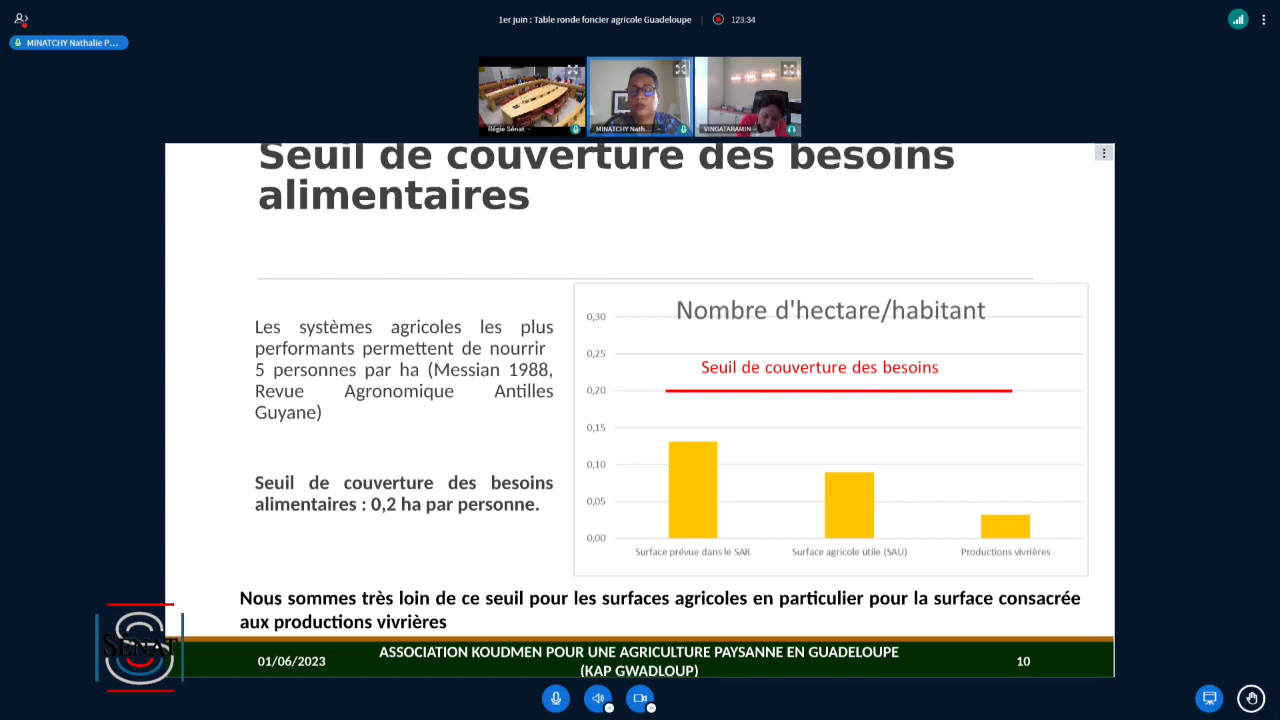 1er juin : Table ronde foncier agricole Guadeloupe
123:34
MINATCHY Nathalie P...
Régie Sénat
MINATCHY Nath...
VINGATARAMIN
Seuil de couverture des besoins
alimentaires
Les systèmes agricoles les plus
performants permettent de nourrir
5 personnes par ha (Messian 1988,
Revue Agronomique Antilles
Guyane)
Seuil de couverture des besoins
alimentaires : 0,2 ha par personne.
Nombre d'hectare/habitant
Seuil de couverture des besoins
0,30
0,25
0,20
0,15
0,10
0,05
0,00
Surface prévue dans le SAR
Surface agricole utile (SAU)
Productions vivrières
Nous sommes très loin de ce seuil pour les surfaces agricoles en particulier pour la surface consacrée
aux productions vivrières
SÉNAT
01/06/2023
ASSOCIATION KOUDMEN POUR UNE AGRICULTURE PAYSANNE EN GUADELOUPE
(KAP GWADLOUP)
10